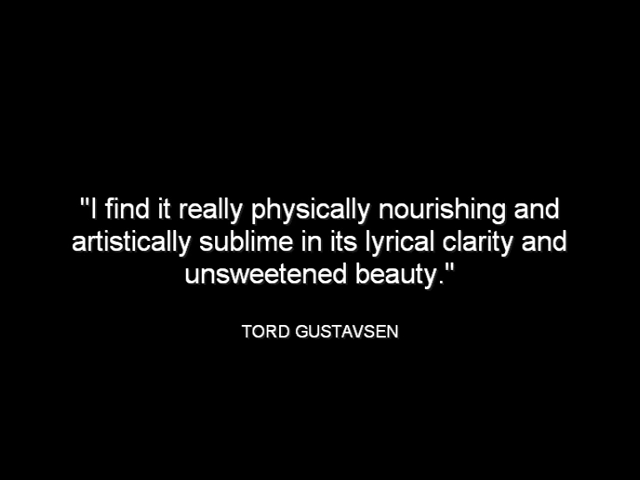 "I find it really physically nourishing and
artistically sublime in its lyrical clarity and
unsweetened beauty."
TORD GUSTAVSEN